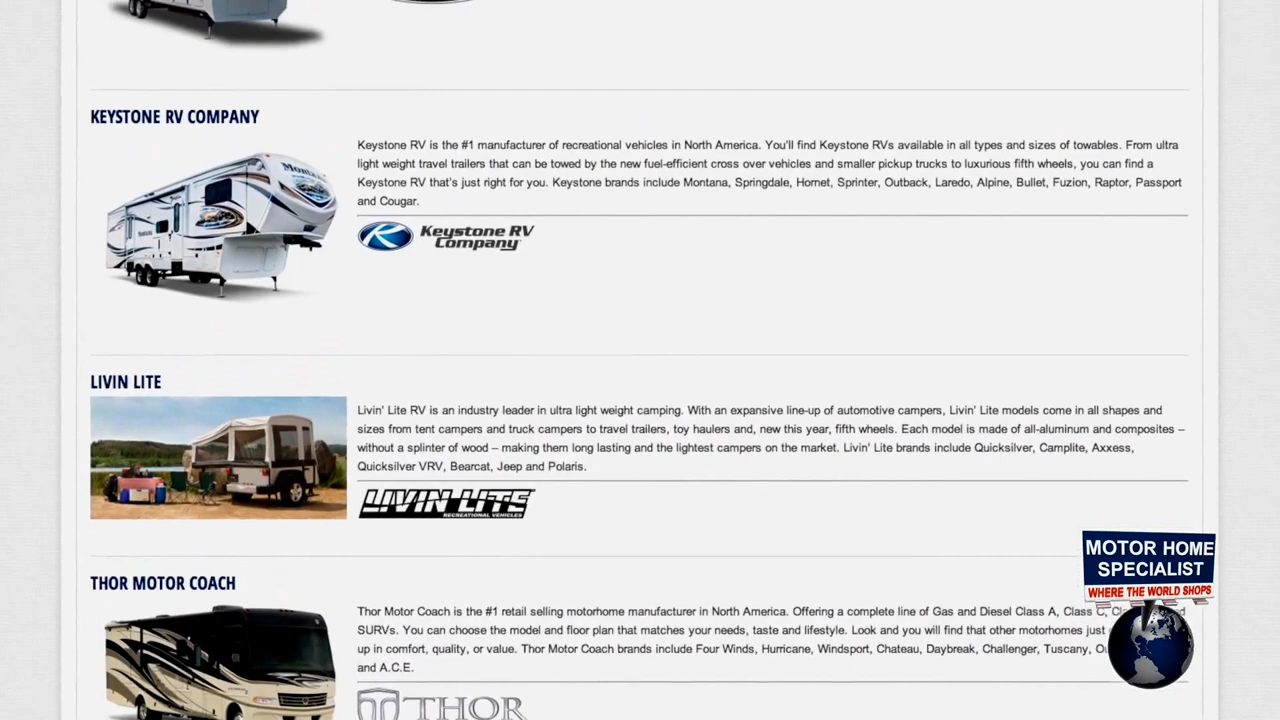 KEYSTONE RV COMPANY
Montana
Keystone RV is the #1 manufacturer of recreational vehicles in North America. You'll find Keystone RVs available in all types and sizes of towables. From ultra
light weight travel trailers that can be towed by the new fuel-efficient cross over vehicles and smaller pickup trucks to luxurious fifth wheels, you can find a
Keystone RV that's just right for you. Keystone brands include Montana, Springdale, Hornet, Sprinter, Outback, Laredo, Alpine, Bullet, Fuzion, Raptor, Passport
and Cougar.
Keystone RV
Company
LIVIN LITE
Livin' Lite RV is an industry leader in ultra light weight camping. With an expansive line-up of automotive campers, Livin' Lite models come in all shapes and
sizes from tent campers and truck campers to travel trailers, toy haulers and, new this year, fifth wheels. Each model is made of all-aluminum and composites –
without a splinter of wood – making them long lasting and the lightest campers on the market. Livin' Lite brands include Quicksilver, Camplite, Axxess,
Quicksilver VRV, Bearcat, Jeep and Polaris.
LIVIN LITE
RECREATIONAL VEHICLES
THOR MOTOR COACH
Thor Motor Coach is the #1 retail selling motorhome manufacturer in North America. Offering a complete line of Gas and Diesel Class A, Class C,
SURVs. You can choose the model and floor plan that matches your needs, taste and lifestyle. Look and you will find that other motorhomes just
up in comfort, quality, or value. Thor Motor Coach brands include Four Winds, Hurricane, Windsport, Chateau, Daybreak, Challenger, Tuscany,
and A.C.E.
THOR
MOTOR HOME
SPECIALIST
WHERE THE WORLD SHOPS